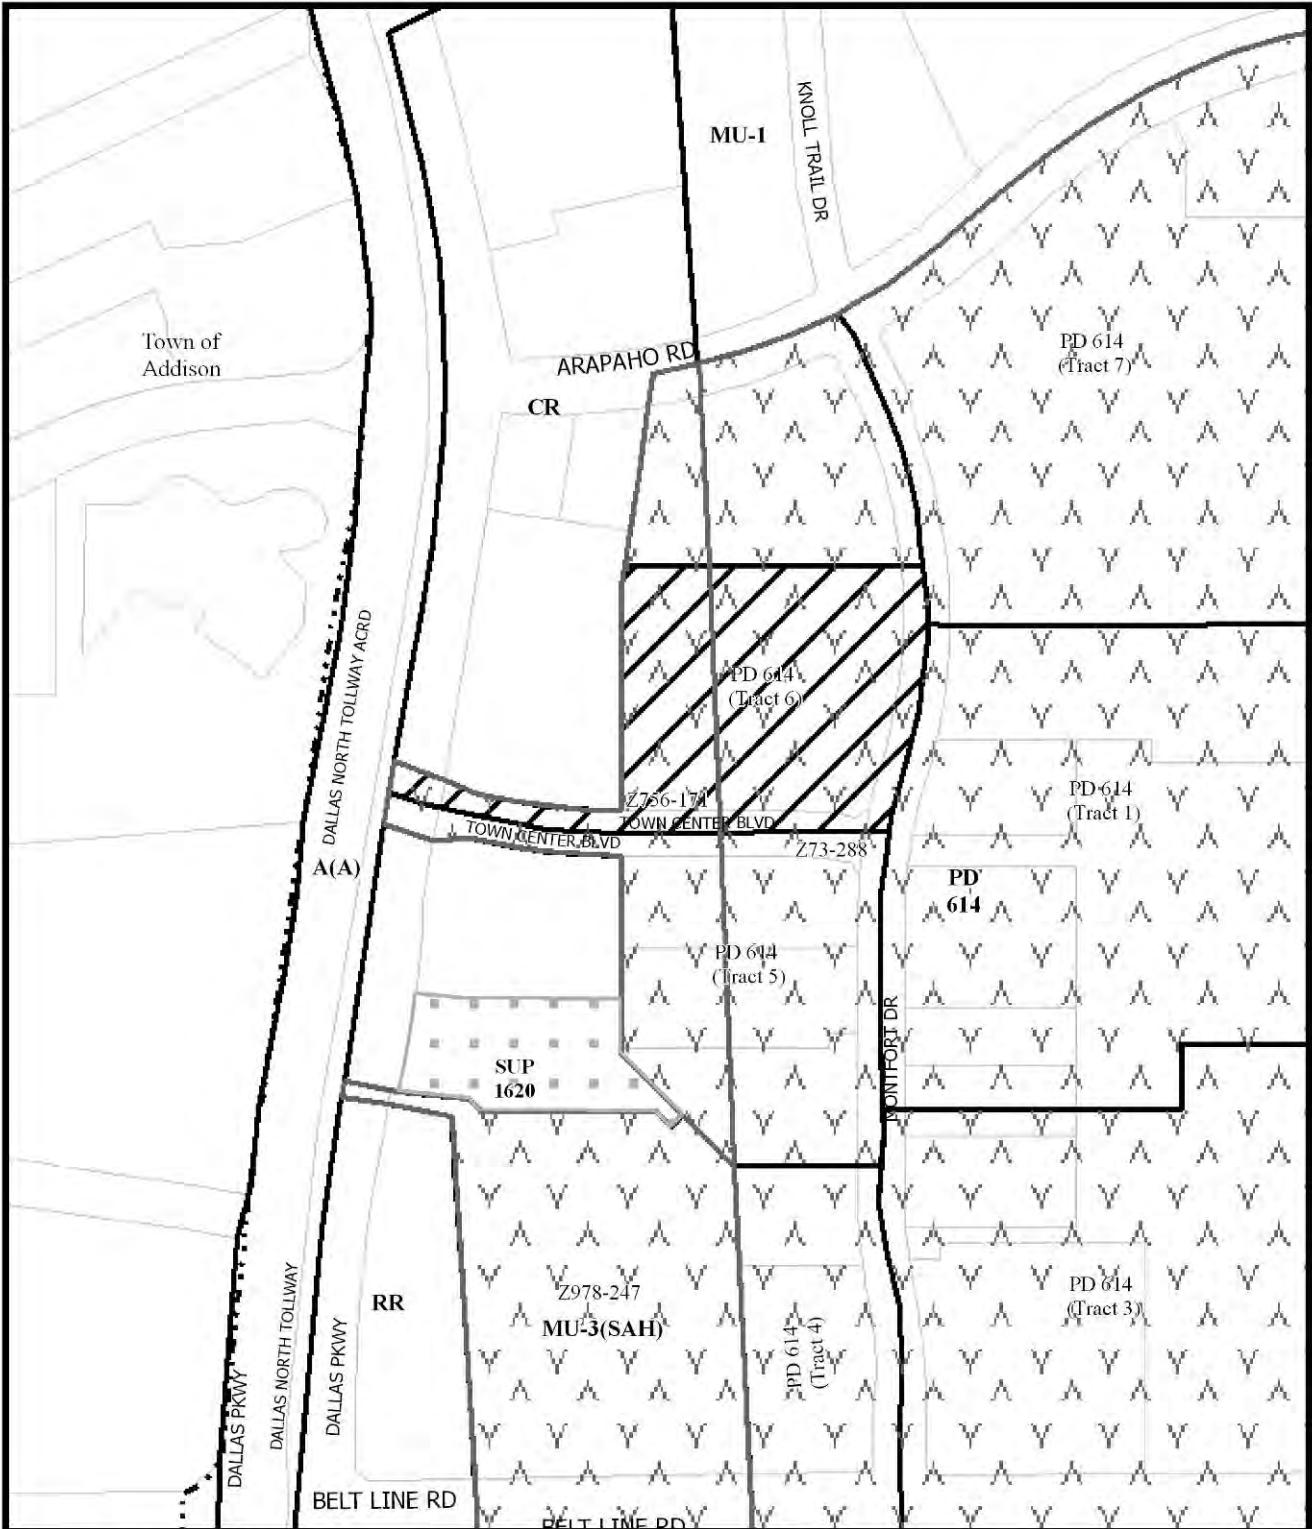 MU-1
KNOLL TRAIL DR
Town of
Addison
ARAPAHO RD
PD 614
(Tract 7)
CR
DALLAS NORTH TOLLWAY ACRD
PD 614
(Tract 6)
Z756-171
TOWN CENTER BLVD
TOWN CENTER BLVD
Z73-288
PD 614
(Tract 1)
A(A)
PD
614
PD 614
(Tract 5)
MONTFORT DR
SUP
1620
RR
Z978-247
MU-3(SAH)
PD 614
(Tract 4)
PD 614
(Tract 3)
DALLAS PKWY
DALLAS NORTH TOLLWAY
DALLAS PKWY
BELT LINE RD
BELT LINE RD